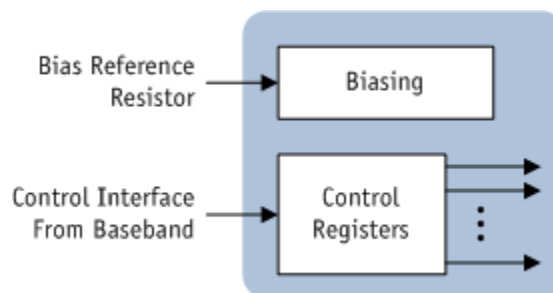 Bias Reference
Resistor
Biasing
Control Interface
From Baseband
Control
Registers